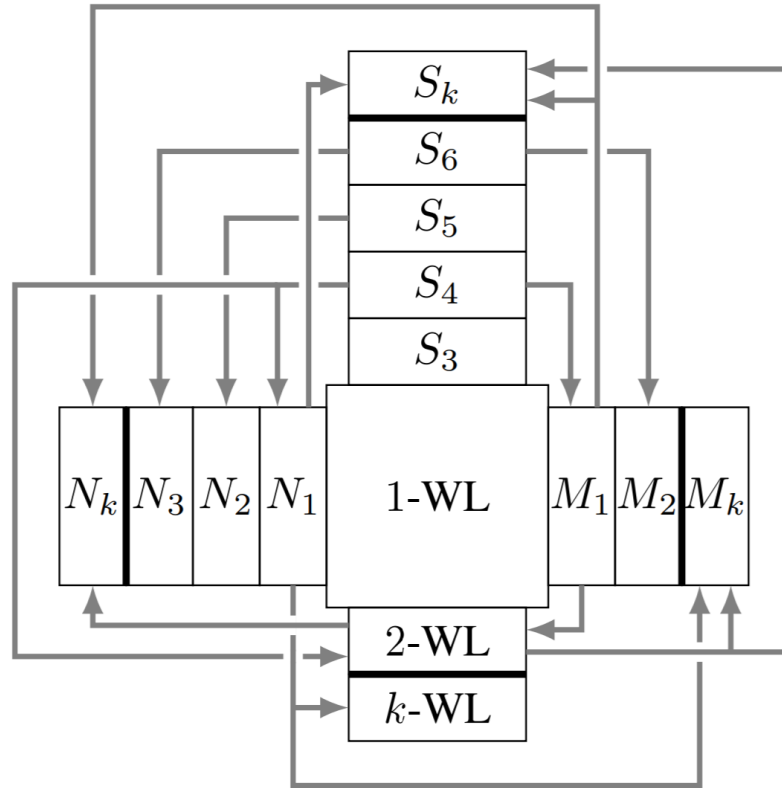 S_k
S_6
S_5
S_4
S_3
N_k N_3 N_2 N_1 1-WL M_1 M_2 M_k
2-WL
k-WL